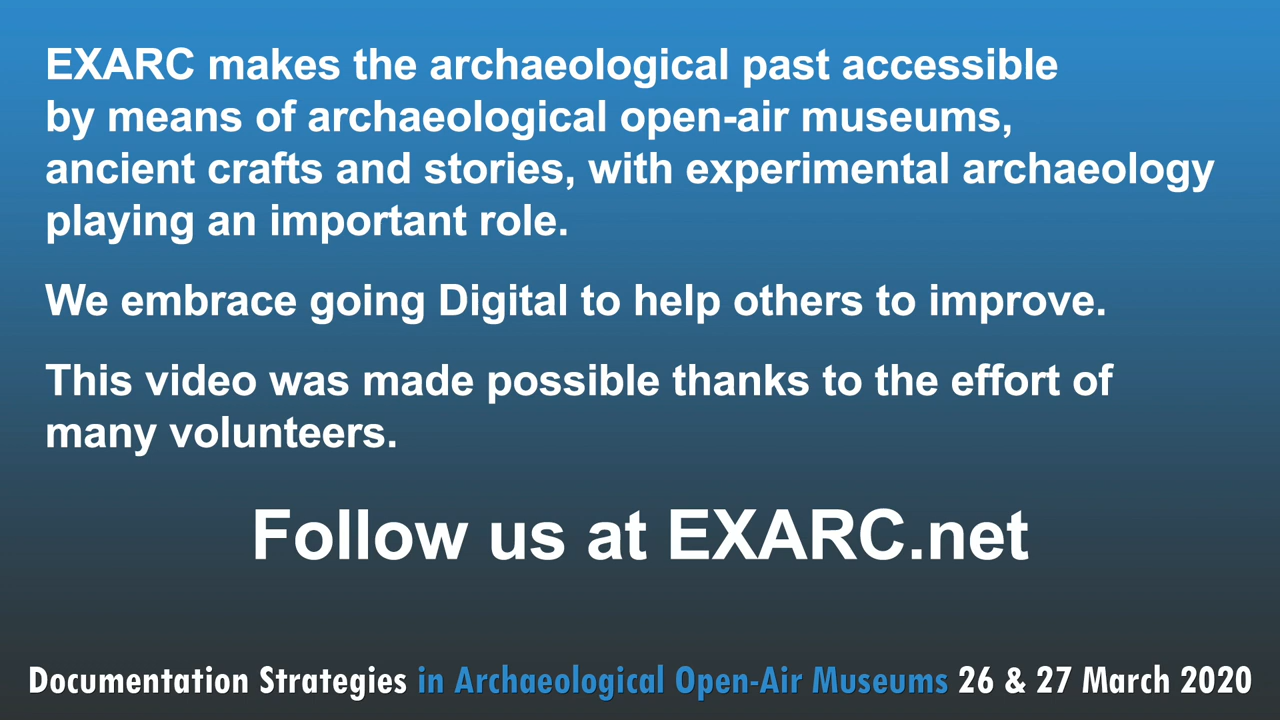 EXARC makes the archaeological past accessible
by means of archaeological open-air museums,
ancient crafts and stories, with experimental archaeology
playing an important role.
We embrace going Digital to help others to improve.
This video was made possible thanks to the effort of
many volunteers.
Follow us at EXARC.net
Documentation Strategies in Archaeological Open-Air Museums 26 & 27 March 2020